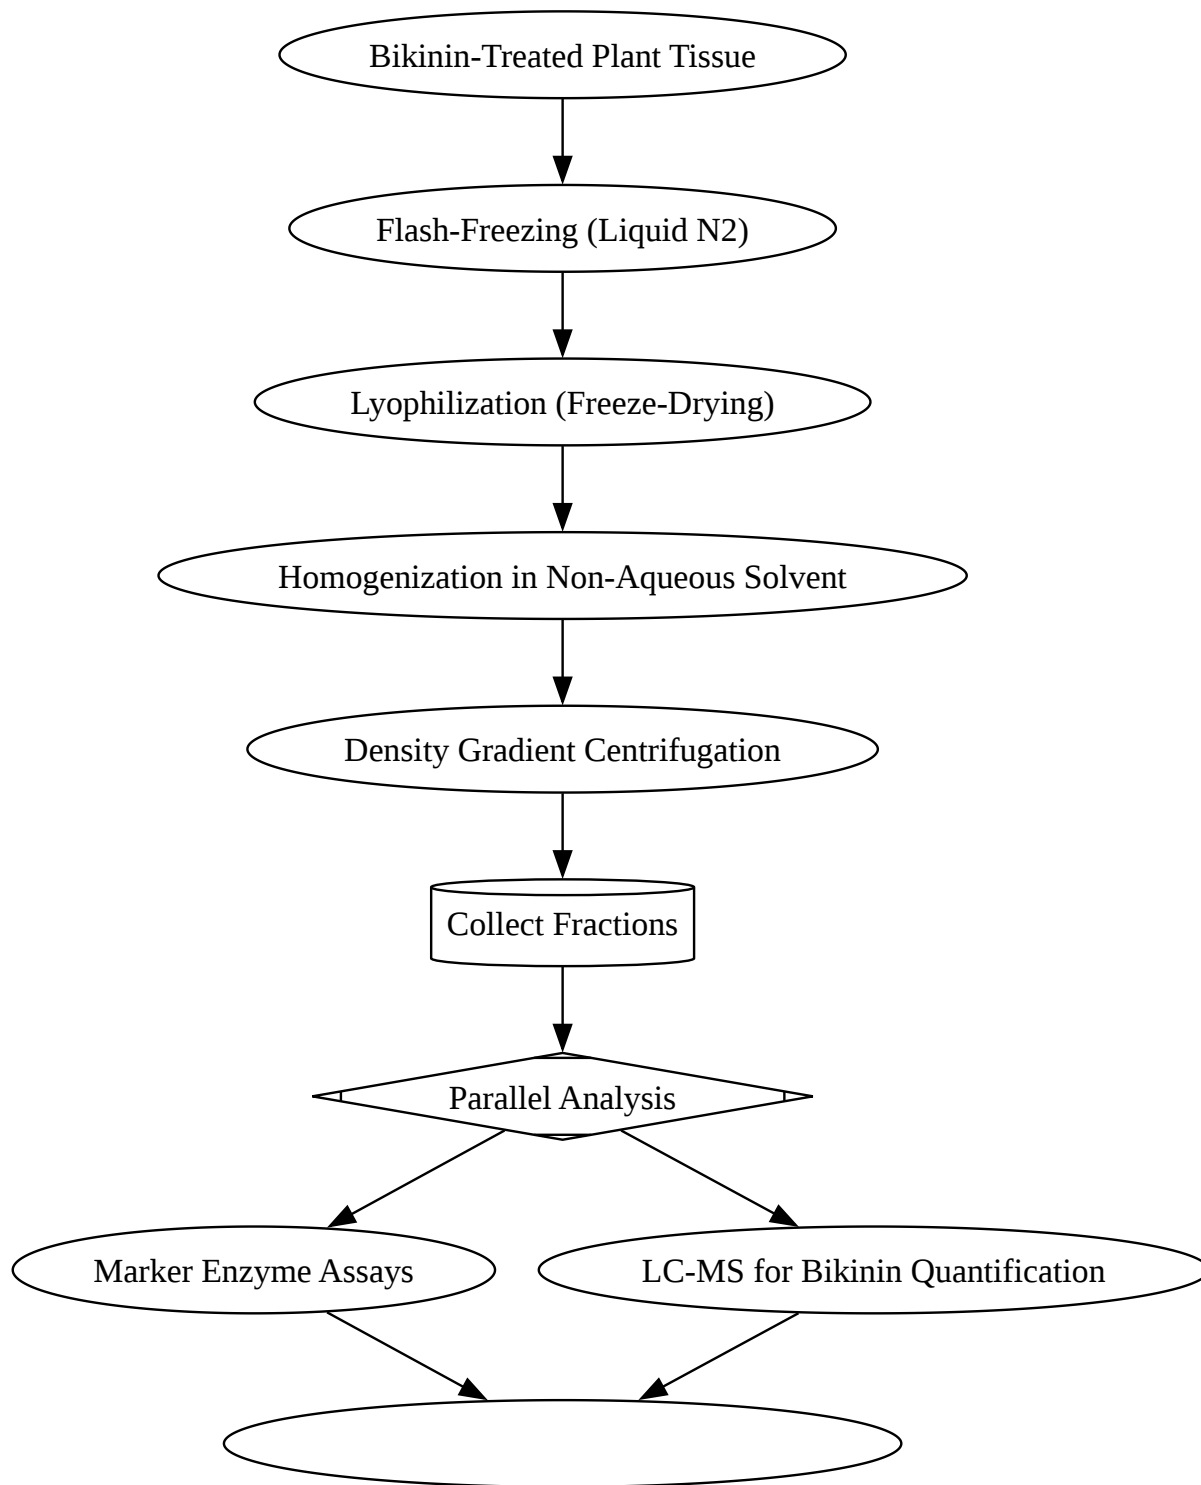 Bikinin-Treated Plant Tissue
Flash-Freezing (Liquid N2)
Lyophilization (Freeze-Drying)
Homogenization in Non-Aqueous Solvent
Density Gradient Centrifugation
Collect Fractions
Parallel Analysis
Marker Enzyme Assays
LC-MS for Bikinin Quantification